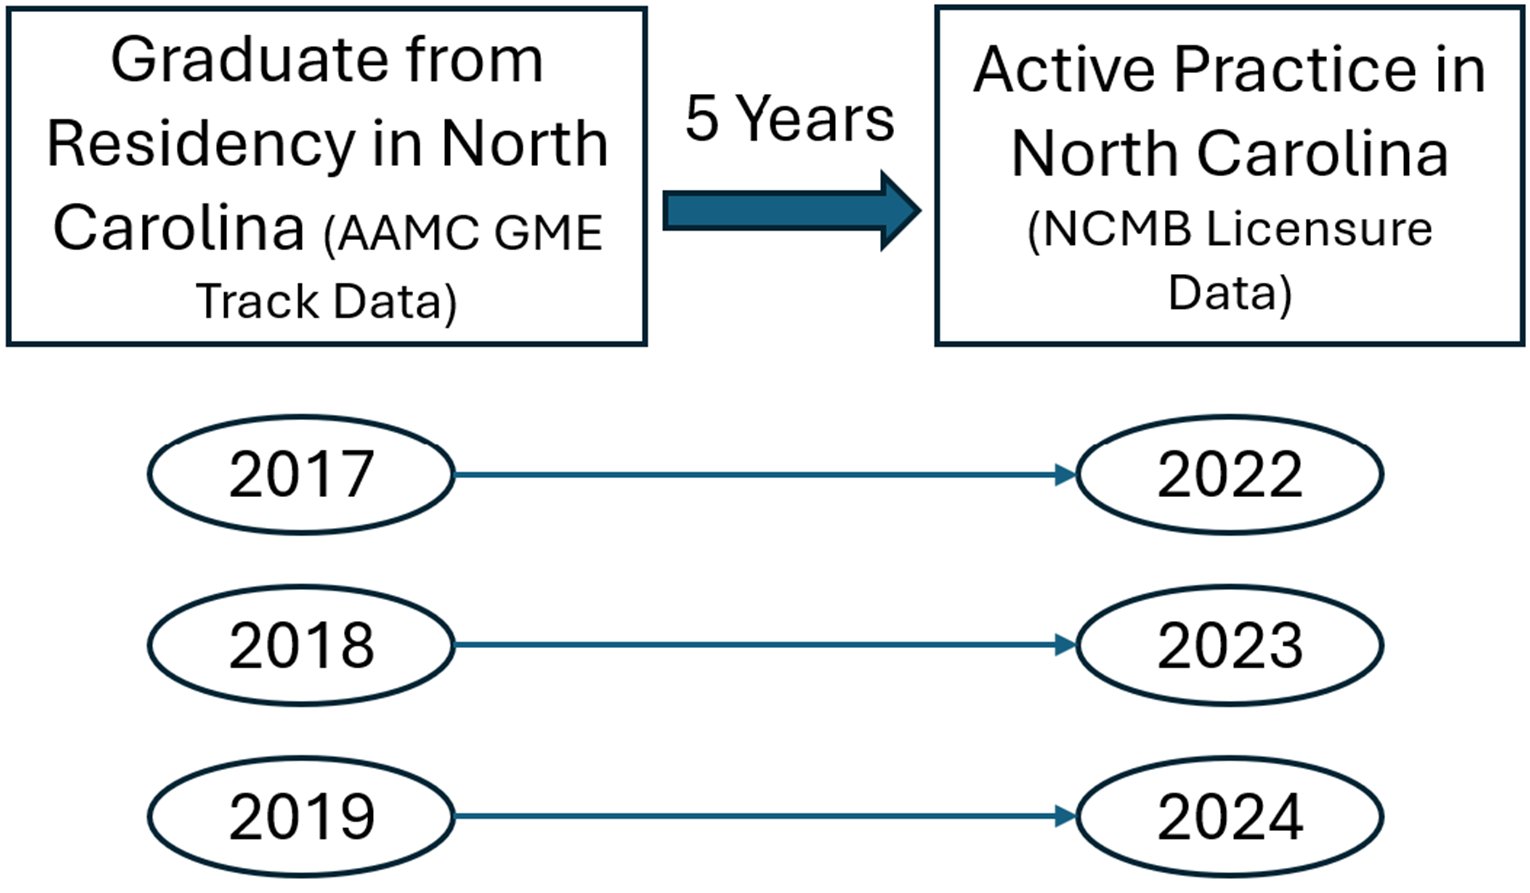 Graduate from
Residency in North
Carolina (AAMC GME
Track Data)
5 Years
Active Practice in
North Carolina
(NCMB Licensure
Data)
2017
2022
2018
2023
2019
2024